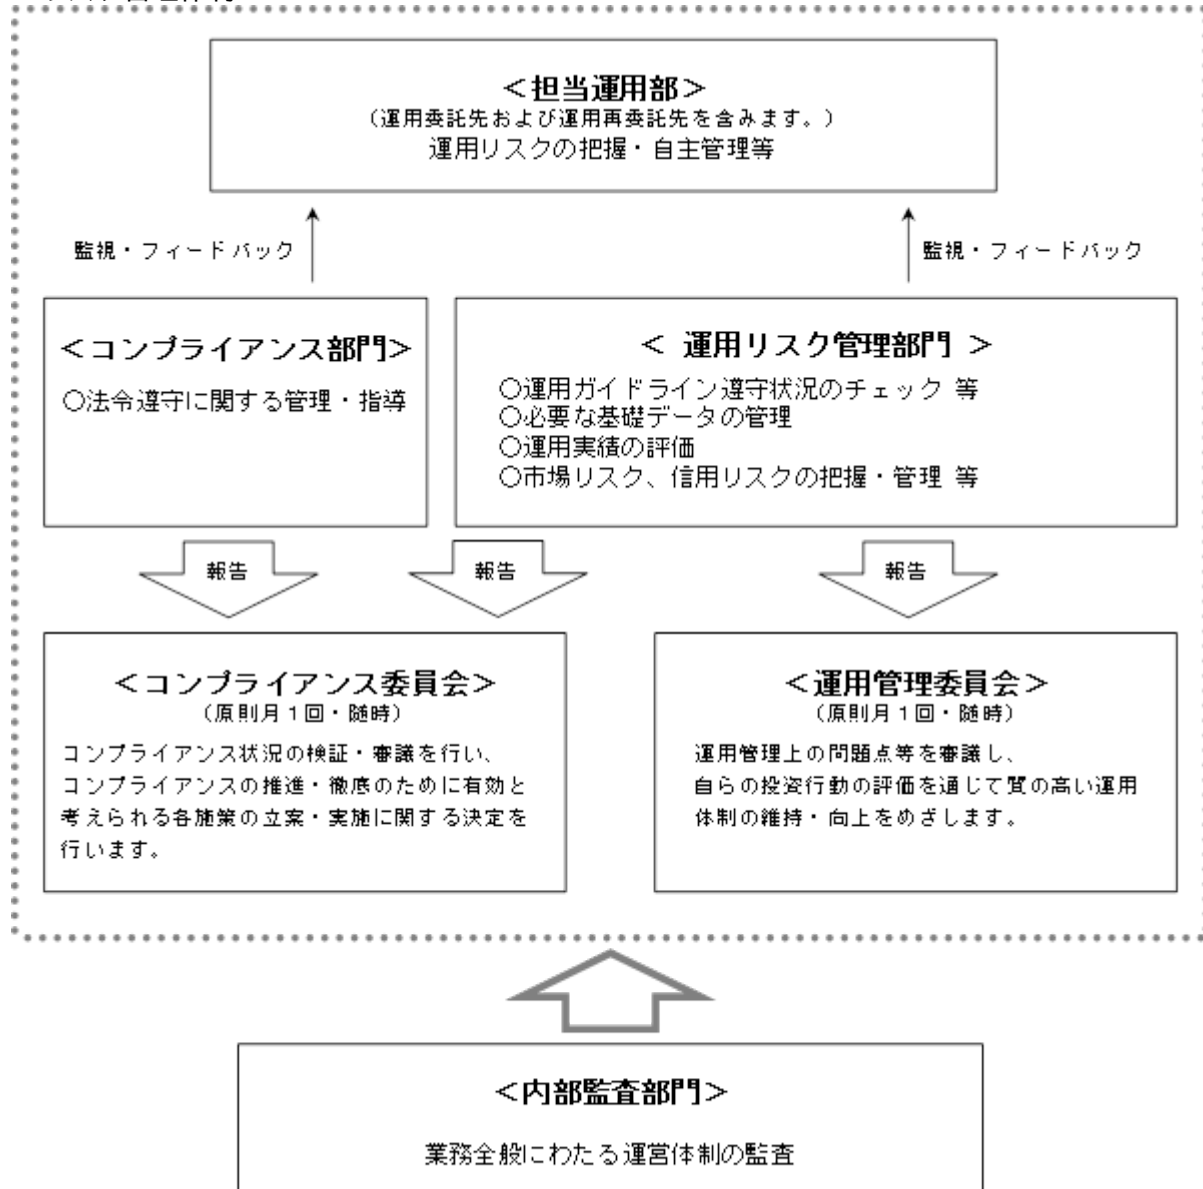 ＜担当運用部＞
（運用委託先および運用再委託先を含みます。）
運用リスクの把握・自主管理等
監視・フィードバック
監視・フィードバック
＜コンプライアンス部門＞
○法令遵守に関する管理・指導
＜ 運用リスク管理部門 ＞
○運用ガイドライン遵守状況のチェック 等
○必要な基礎データの管理
○運用実績の評価
○市場リスク、信用リスクの把握・管理 等
報告
報告
報告
＜コンプライアンス委員会＞
（原則月１回・随時）
コンプライアンス状況の検証・審議を行い、
コンプライアンスの推進・徹底のために有効と
考えられる各施策の立案・実施に関する決定を
行います。
＜運用管理委員会＞
（原則月１回・随時）
運用管理上の問題点等を審議し、
自らの投資行動の評価を通じて質の高い運用
体制の維持・向上をめざします。
＜内部監査部門＞
業務全般にわたる運営体制の監査